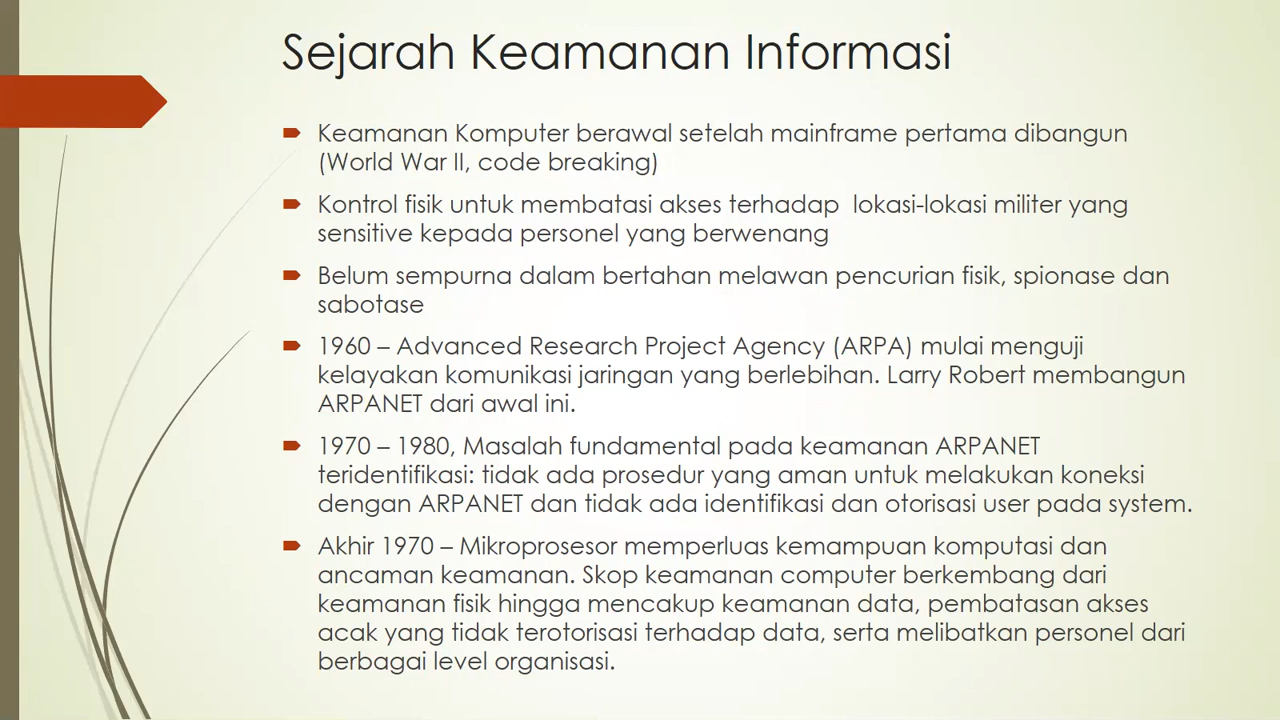 Sejarah Keamanan Informasi
Keamanan Komputer berawal setelah mainframe pertama dibangun
(World War II, code breaking)
Kontrol fisik untuk membatasi akses terhadap  lokasi-lokasi militer yang
sensitive kepada personel yang berwenang
Belum sempurna dalam bertahan melawan pencurian fisik, spionase dan
sabotase
1960 – Advanced Research Project Agency (ARPA) mulai menguji
kelayakan komunikasi jaringan yang berlebihan. Larry Robert membangun
ARPANET dari awal ini.
1970 – 1980, Masalah fundamental pada keamanan ARPANET
teridentifikasi: tidak ada prosedur yang aman untuk melakukan koneksi
dengan ARPANET dan tidak ada identifikasi dan otorisasi user pada system.
Akhir 1970 – Mikroprosesor memperluas kemampuan komputasi dan
ancaman keamanan. Skop keamanan computer berkembang dari
keamanan fisik hingga mencakup keamanan data, pembatasan akses
acak yang tidak terotorisasi terhadap data, serta melibatkan personel dari
berbagai level organisasi.